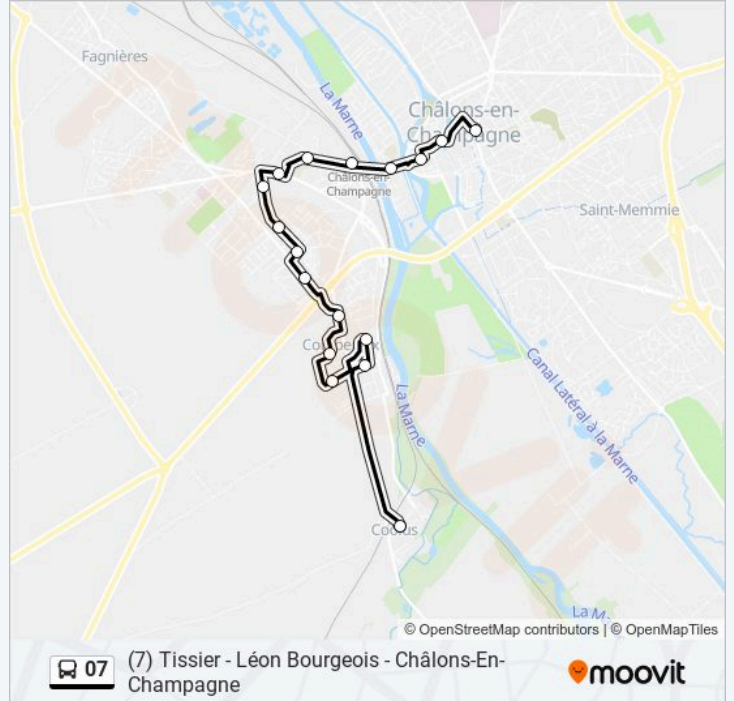 Fagnières
La Marne
Châlons-en-
Champagne
Châlons-en-
Champagne
Saint-Memmie
Canal Latéral à la Marne
La Marne
Coolus
La M
© OpenStreetMap contributors | © OpenMapTiles
07
(7) Tissier - Léon Bourgeois - Châlons-En-
Champagne
moovit